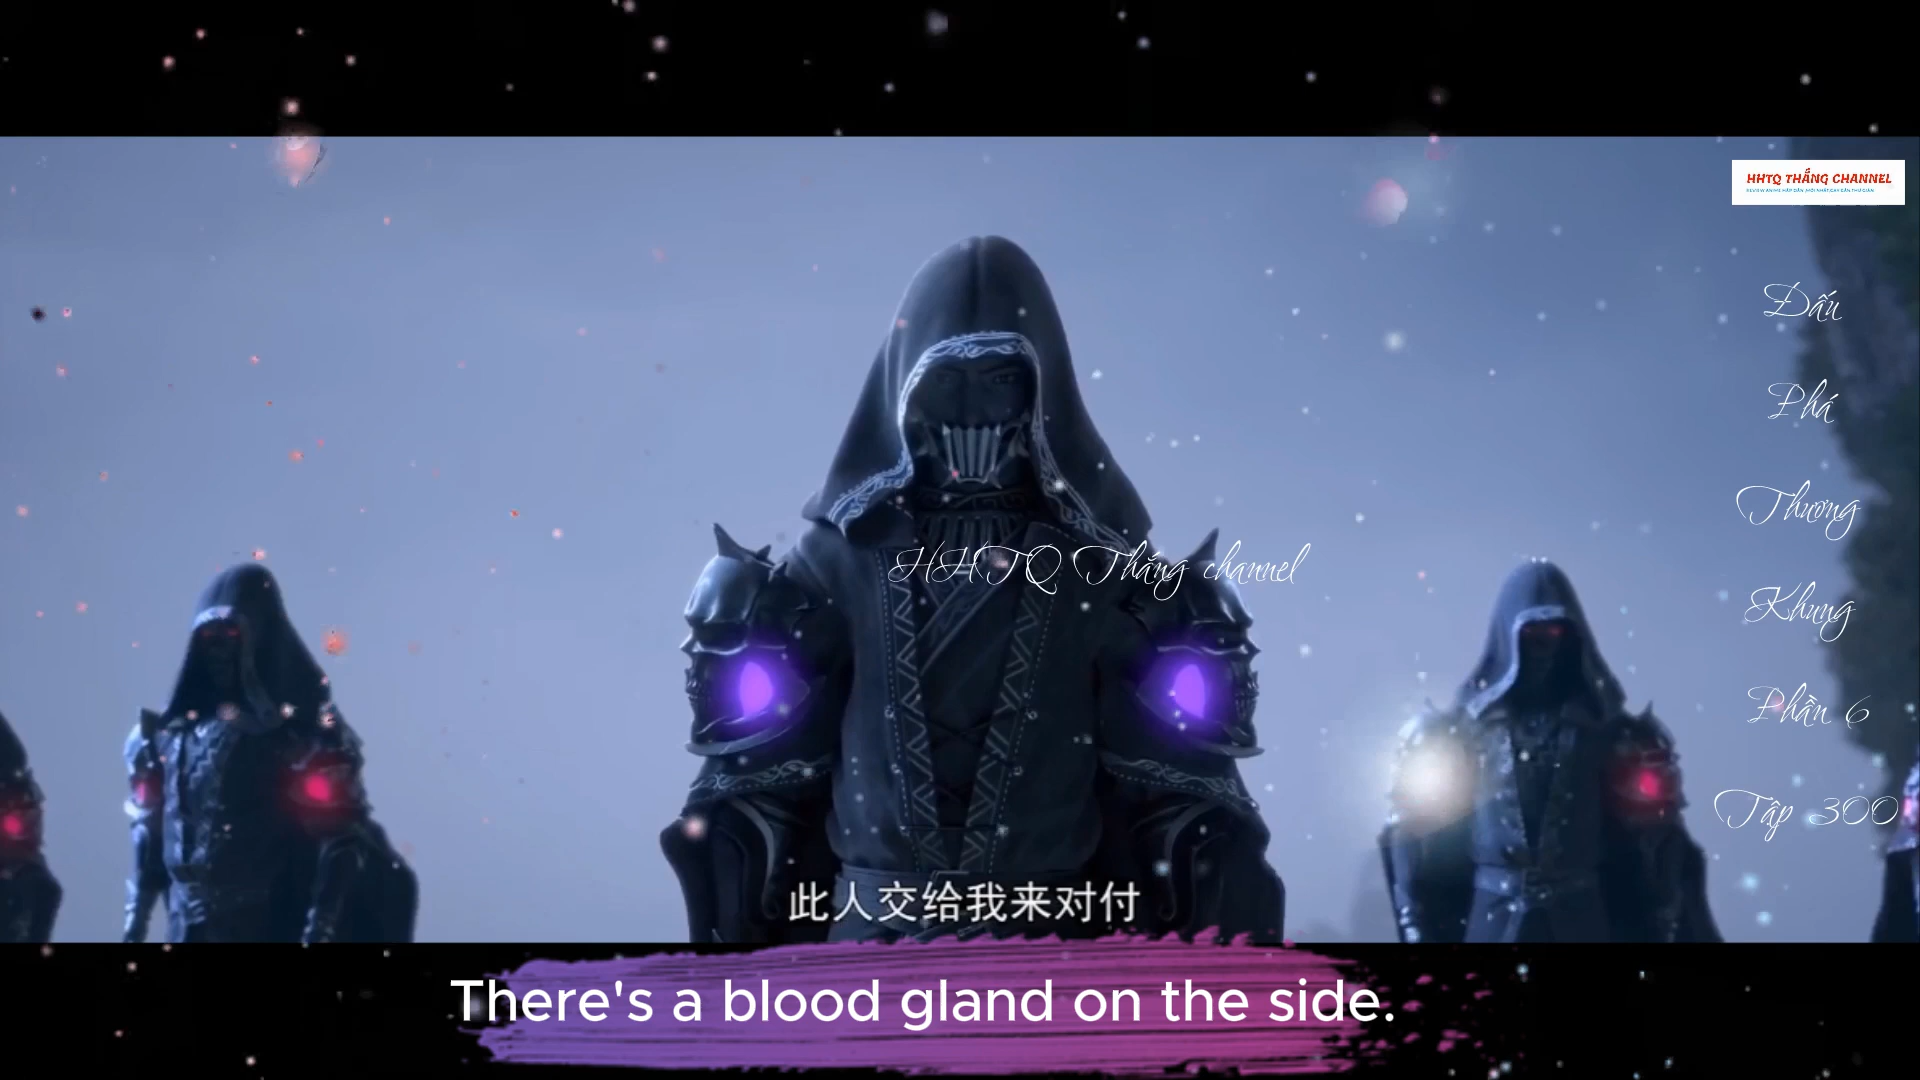 HHTQ THẮNG CHANNEL
Đấu
Phá
Thương
Khung
Phần 6
Tập 300
HHTQ Thắng channel
此人交给我来对付
There's a blood gland on the side.